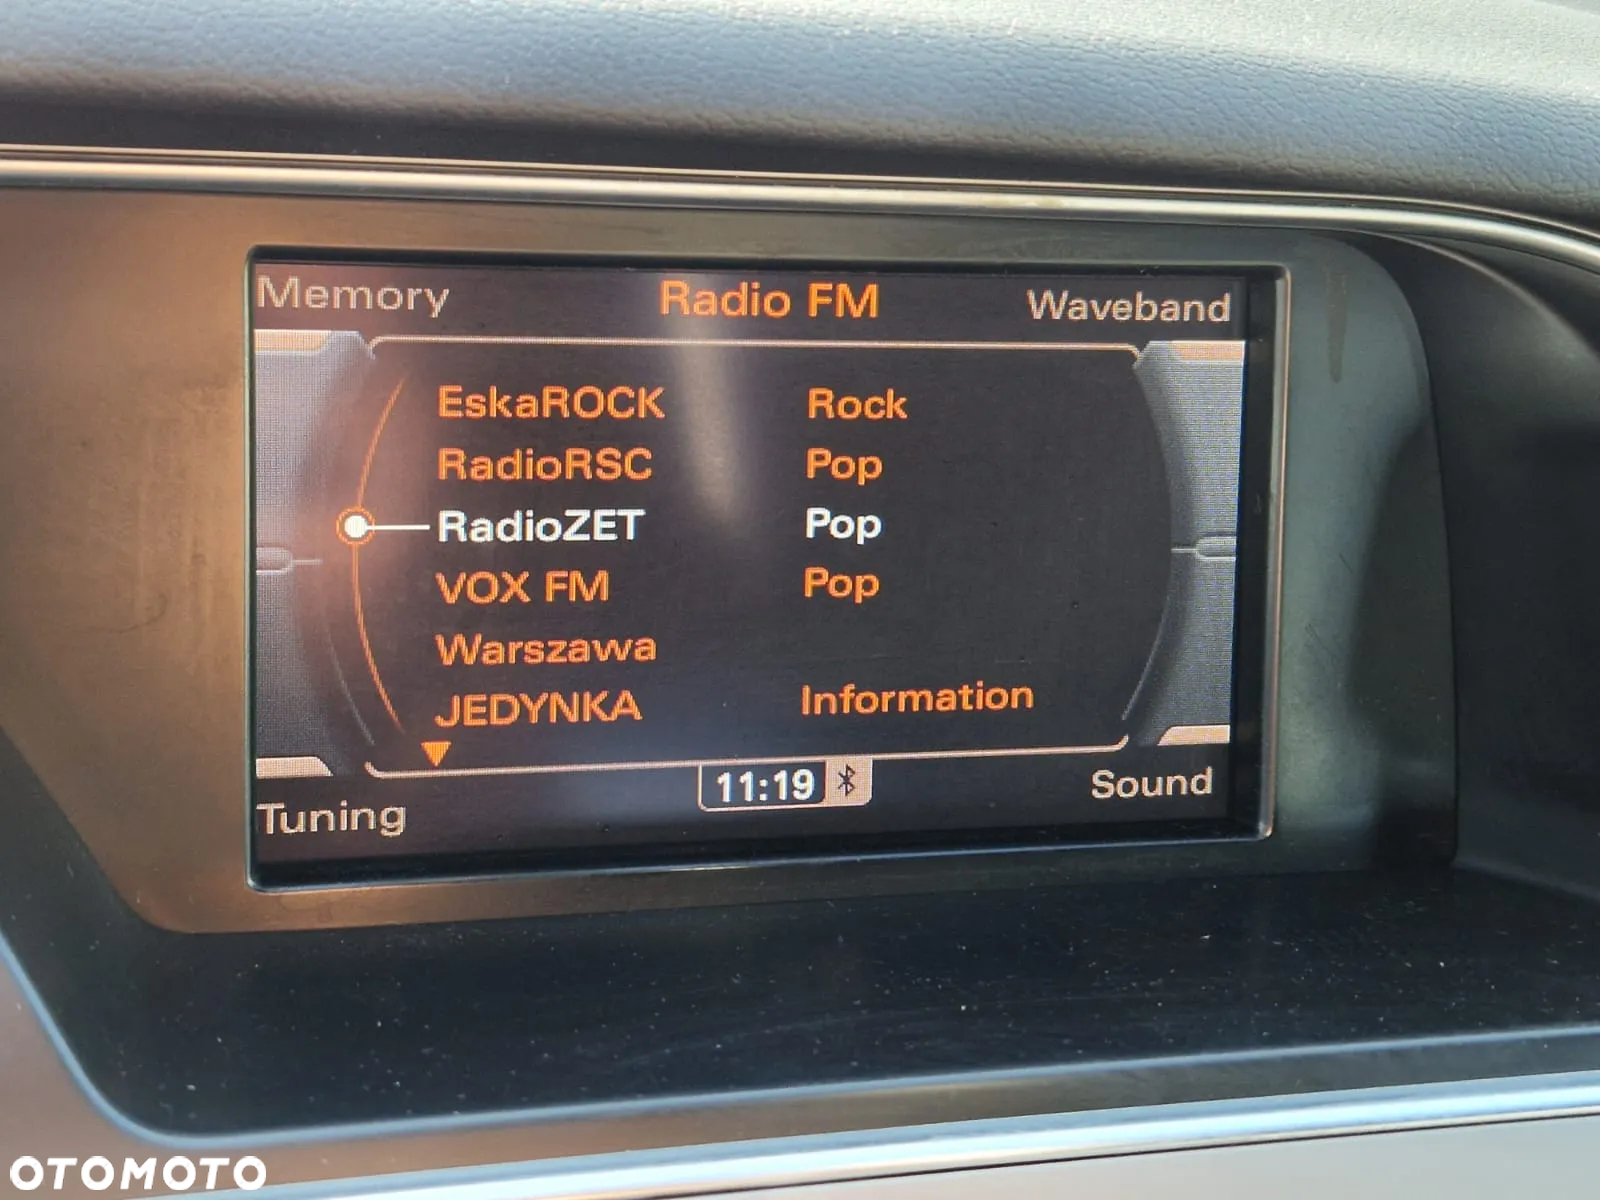 Memory Radio FM Waveband
EskaROCK Rock
RadioRSC Pop
RadioZET Pop
VOX FM Pop
Warszawa
JEDYNKA Information
11:19
Tuning Sound
OTOMOTO